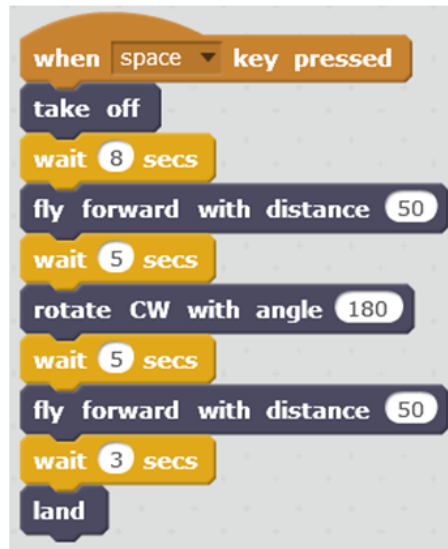 when space key pressed
take off
wait 8 secs
fly forward with distance 50
wait 5 secs
rotate CW with angle 180
wait 5 secs
fly forward with distance 50
wait 3 secs
land